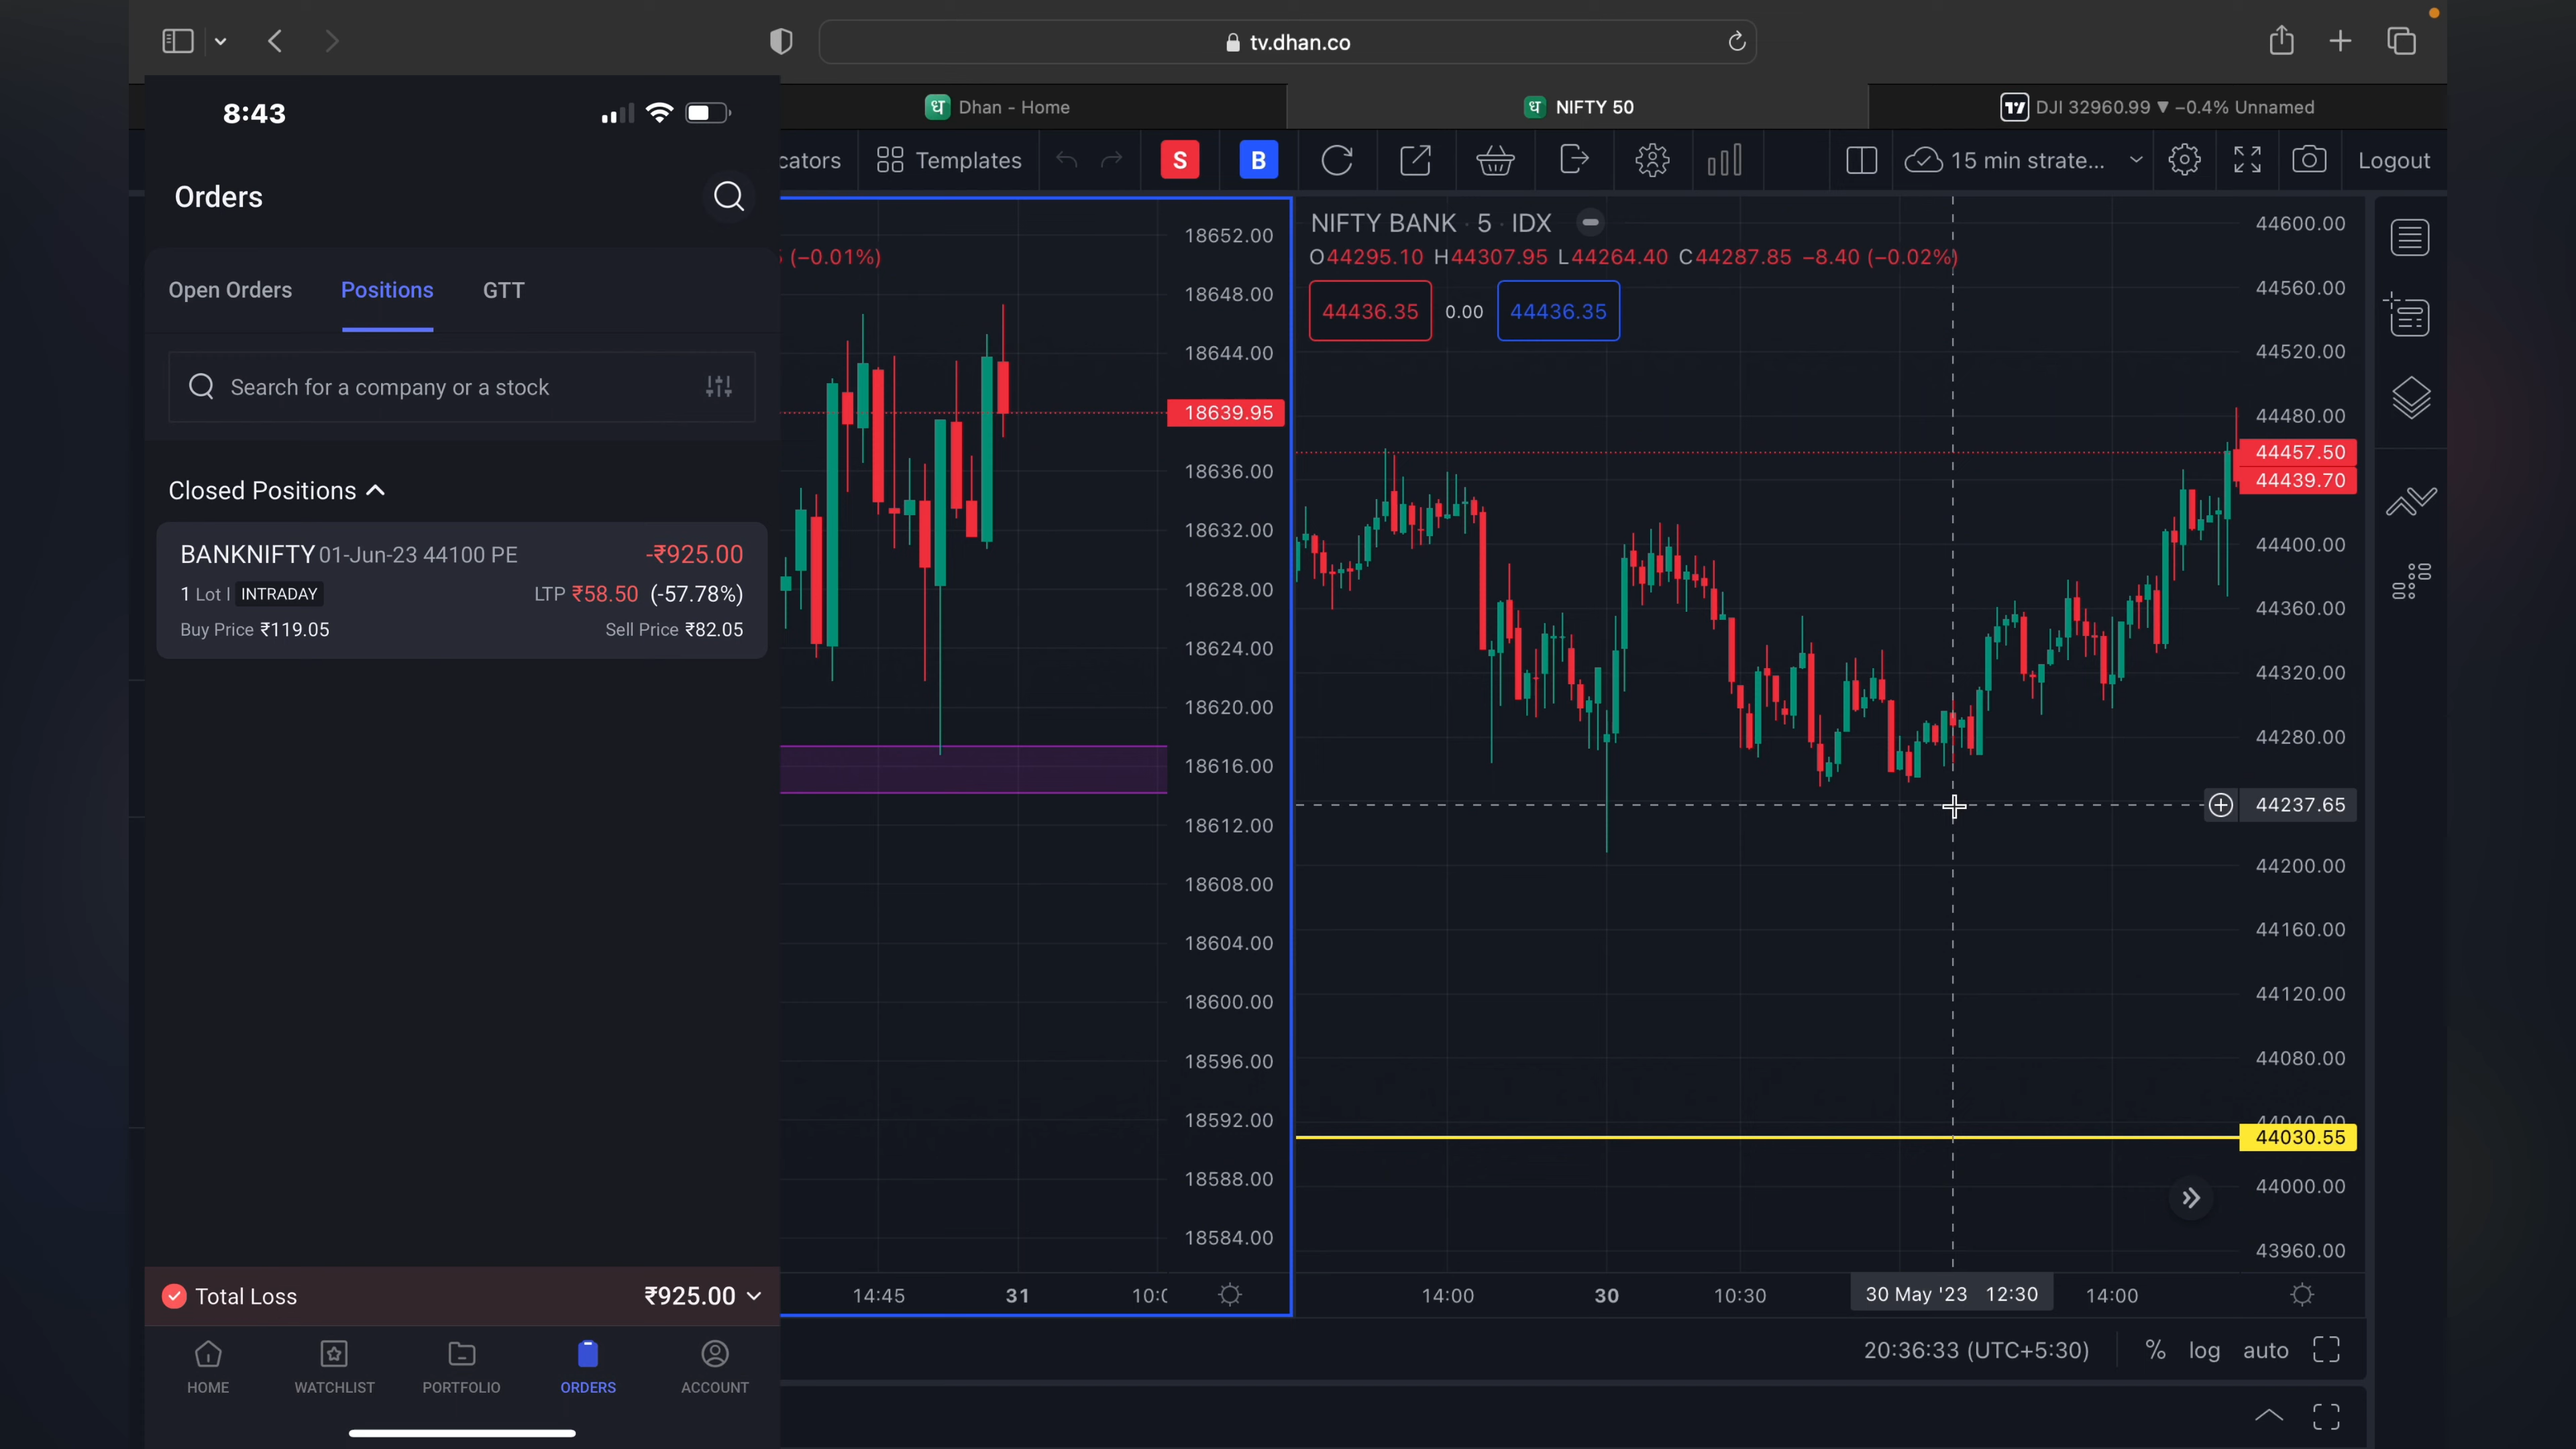 tv.dhan.co
8:43
Dhan - Home
NIFTY 50
DJI 32960.99 ▼ −0.4% Unnamed
Orders
cators
Templates
S
B
15 min strate...
Logout
Open Orders
Positions
GTT
Search for a company or a stock
Closed Positions
BANKNIFTY 01-Jun-23 44100 PE
-₹925.00
1 Lot | INTRADAY
LTP ₹58.50 (-57.78%)
Buy Price ₹119.05
Sell Price ₹82.05
Total Loss
₹925.00
HOME
WATCHLIST
PORTFOLIO
ORDERS
ACCOUNT
(−0.01%)
18652.00
18648.00
18644.00
18639.95
18636.00
18632.00
18628.00
18624.00
18620.00
18616.00
18612.00
18608.00
18604.00
18600.00
18596.00
18592.00
18588.00
18584.00
14:45
31
NIFTY BANK · 5 · IDX
O44295.10 H44307.95 L44264.40 C44287.85 −8.40 (−0.02%)
44436.35
0.00
44436.35
44600.00
44560.00
44520.00
44480.00
44457.50
44439.70
44400.00
44360.00
44320.00
44280.00
44237.65
44200.00
44160.00
44120.00
44080.00
44040.00
44030.55
44000.00
43960.00
14:00
30
10:30
30 May '23 12:30
14:00
20:36:33 (UTC+5:30)
%
log
auto